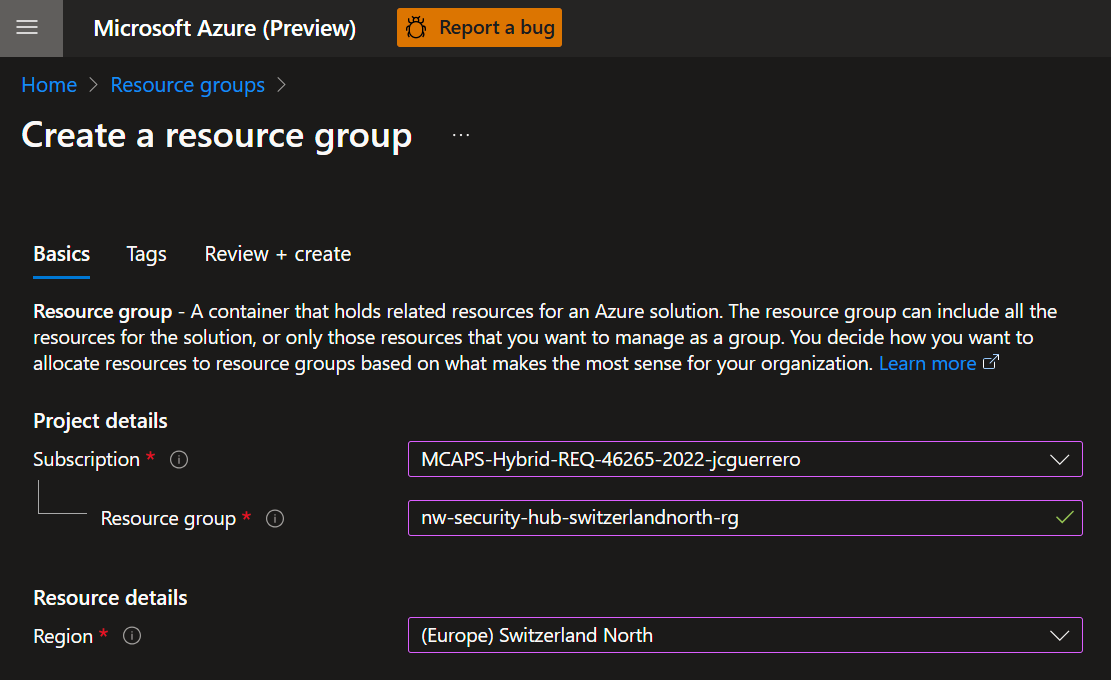 Microsoft Azure (Preview) Report a bug
Home > Resource groups >
Create a resource group ...
Basics Tags Review + create
Resource group - A container that holds related resources for an Azure solution. The resource group can include all the
resources for the solution, or only those resources that you want to manage as a group. You decide how you want to
allocate resources to resource groups based on what makes the most sense for your organization. Learn more
Project details
Subscription * MCAPS-Hybrid-REQ-46265-2022-jcguerrero
Resource group * nw-security-hub-switzerlandnorth-rg
Resource details
Region * (Europe) Switzerland North